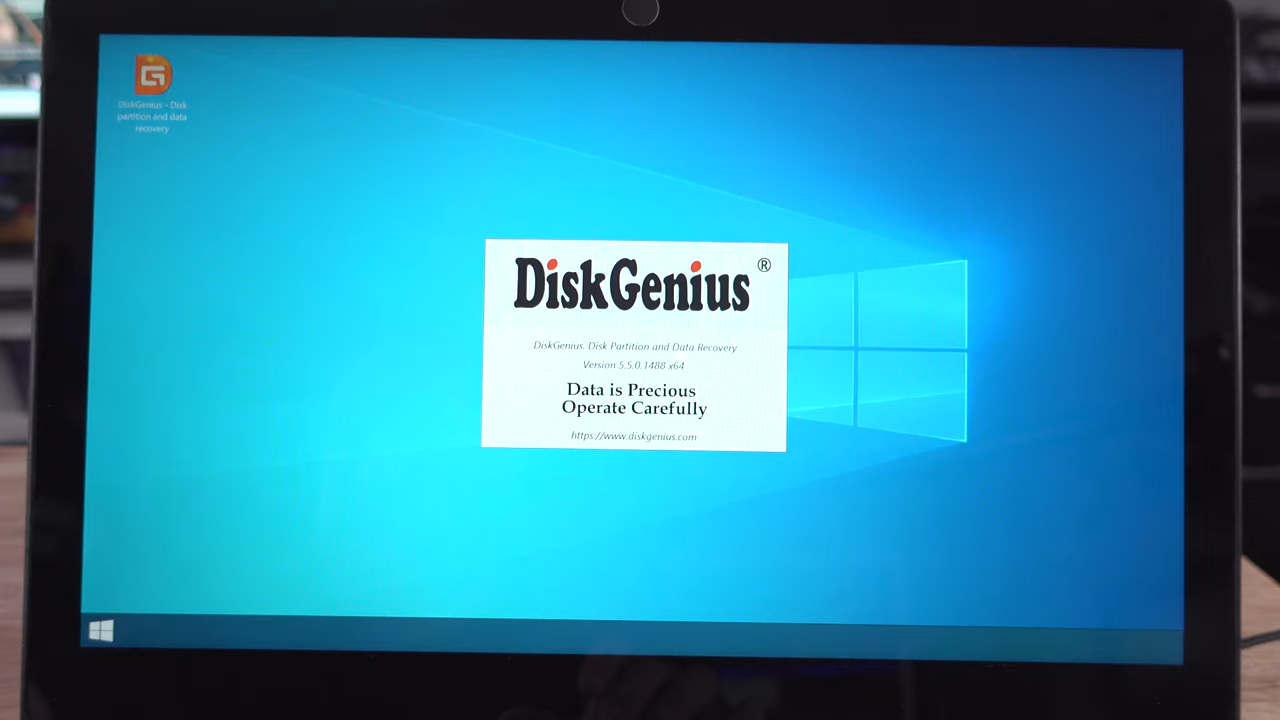 DiskGenius - Disk
partition and data
recovery
DiskGenius ®
DiskGenius. Disk Partition and Data Recovery
Version 5.5.0.1488 x64
Data is Precious
Operate Carefully
https://www.diskgenius.com